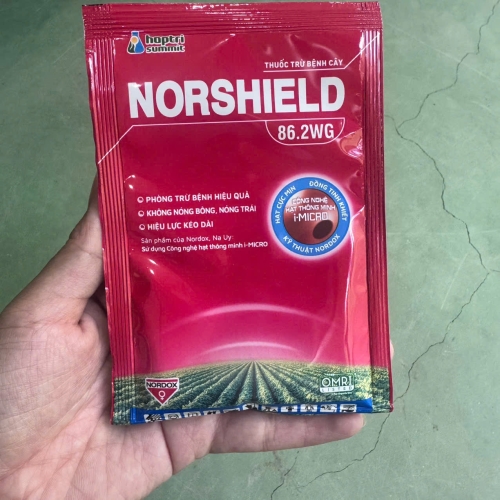 hoptri
summit
THUỐC TRỪ BỆNH CÂY
NORSHIELD
86.2WG
PHÒNG TRỪ BỆNH HIỆU QUẢ
KHÔNG NÓNG BÔNG, NÓNG TRÁI
HIỆU LỰC KÉO DÀI
Sản phẩm của Nordox, Na Uy:
Sử dụng Công nghệ hạt thông minh i-MICRO
HẠT CỰC MỊN
ĐỒNG TINH KHIẾT
CÔNG NGHỆ
HẠT THÔNG MINH
i-MICRO
KỸ THUẬT NORDOX
NORDOX
OMRI
LISTED